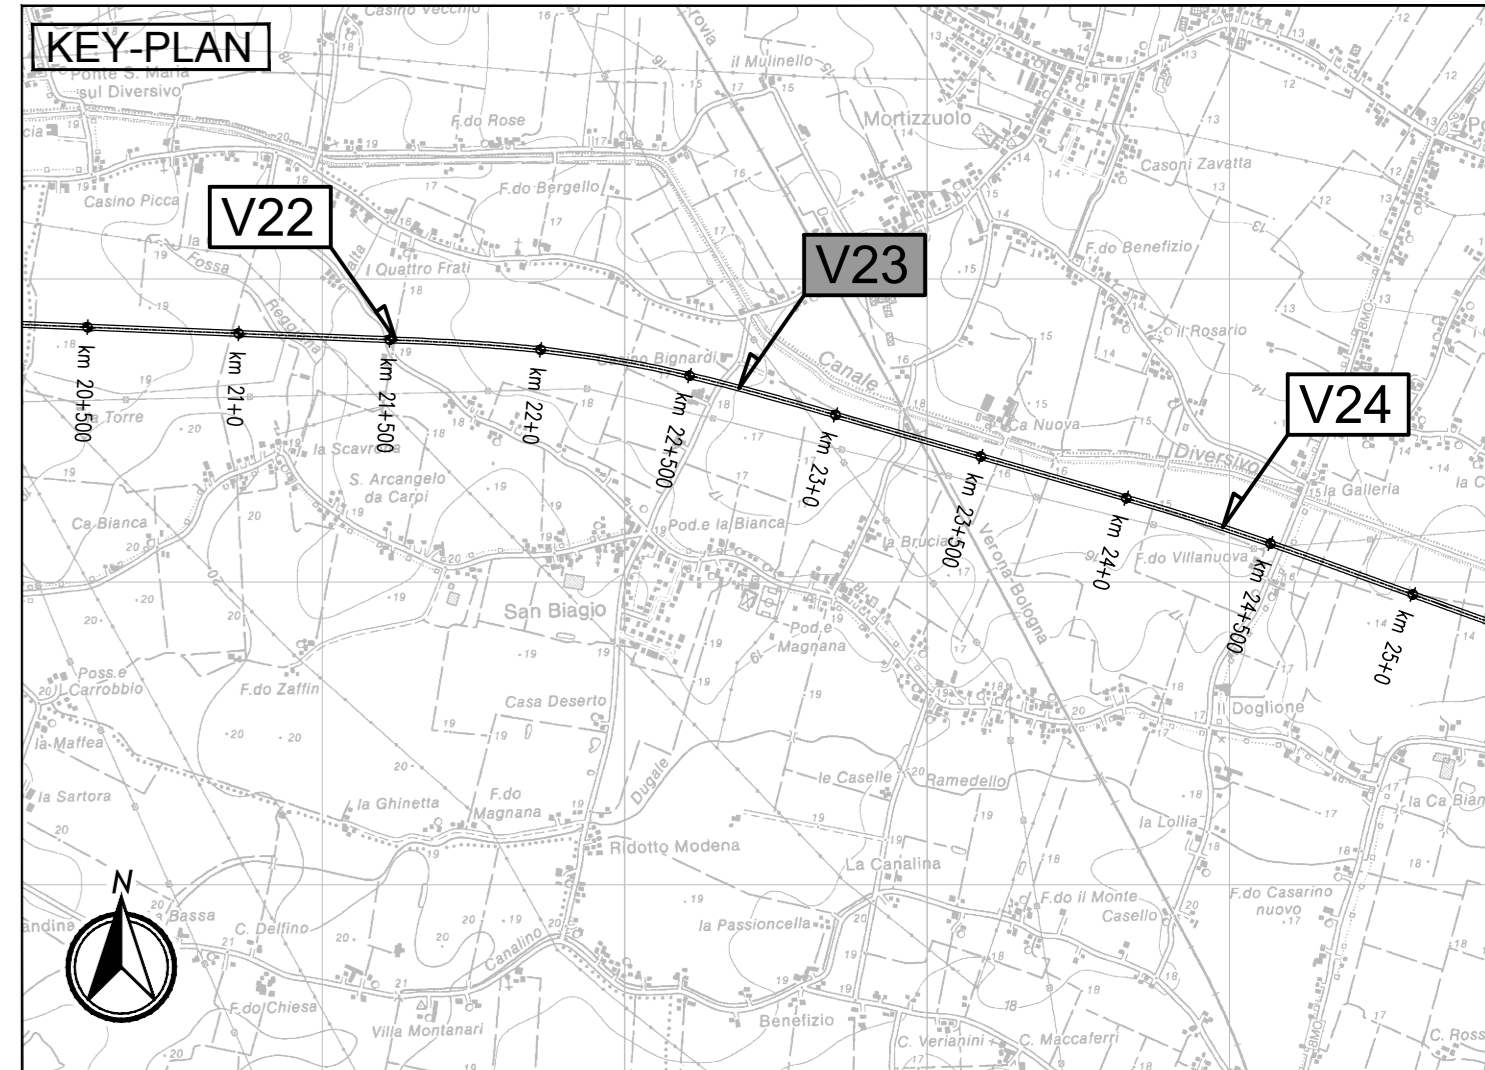 KEY-PLAN
Casino Vecchio
Ponte S. Maria
sul Diversivo
il Mulinello
F.do Rose
Mortizzuolo
Casoni Zavatta
Casino Picca
F.do Bergello
V22
V23
V24
I Quattro Frati
la
Fossa
Reggiana
F.do Benefizio
il Rosario
Casino Bignardi
Canale
Diversivo
Ca Nuova
la Galleria
km 20+500
km 21+0
km 21+500
km 22+0
km 22+500
km 23+0
km 23+500
km 24+0
km 24+500
km 25+0
Torre
la Scavrona
S. Arcangelo
da Carpi
Ca Bianca
Pod.e la Bianca
la Brucia
Verona Bologna
F.do Villanuova
San Biagio
Pod.e
Magnana
Poss.e
Carrobbio
F.do Zaffin
Casa Deserto
Il Doglione
la Maffea
la Sartora
la Ghinetta
F.do
Magnana
Dugale
le Caselle
Ramedello
la Lollia
la Ca Bian
Ridotto Modena
La Canalina
N
Bassa
andina
C. Delfino
Canalino
la Passioncella
F.do il Monte
Casello
F.do Casarino
nuovo
F.do Chiesa
Villa Montanari
Benefizio
C. Verianini
C. Maccaferri
C. Ross